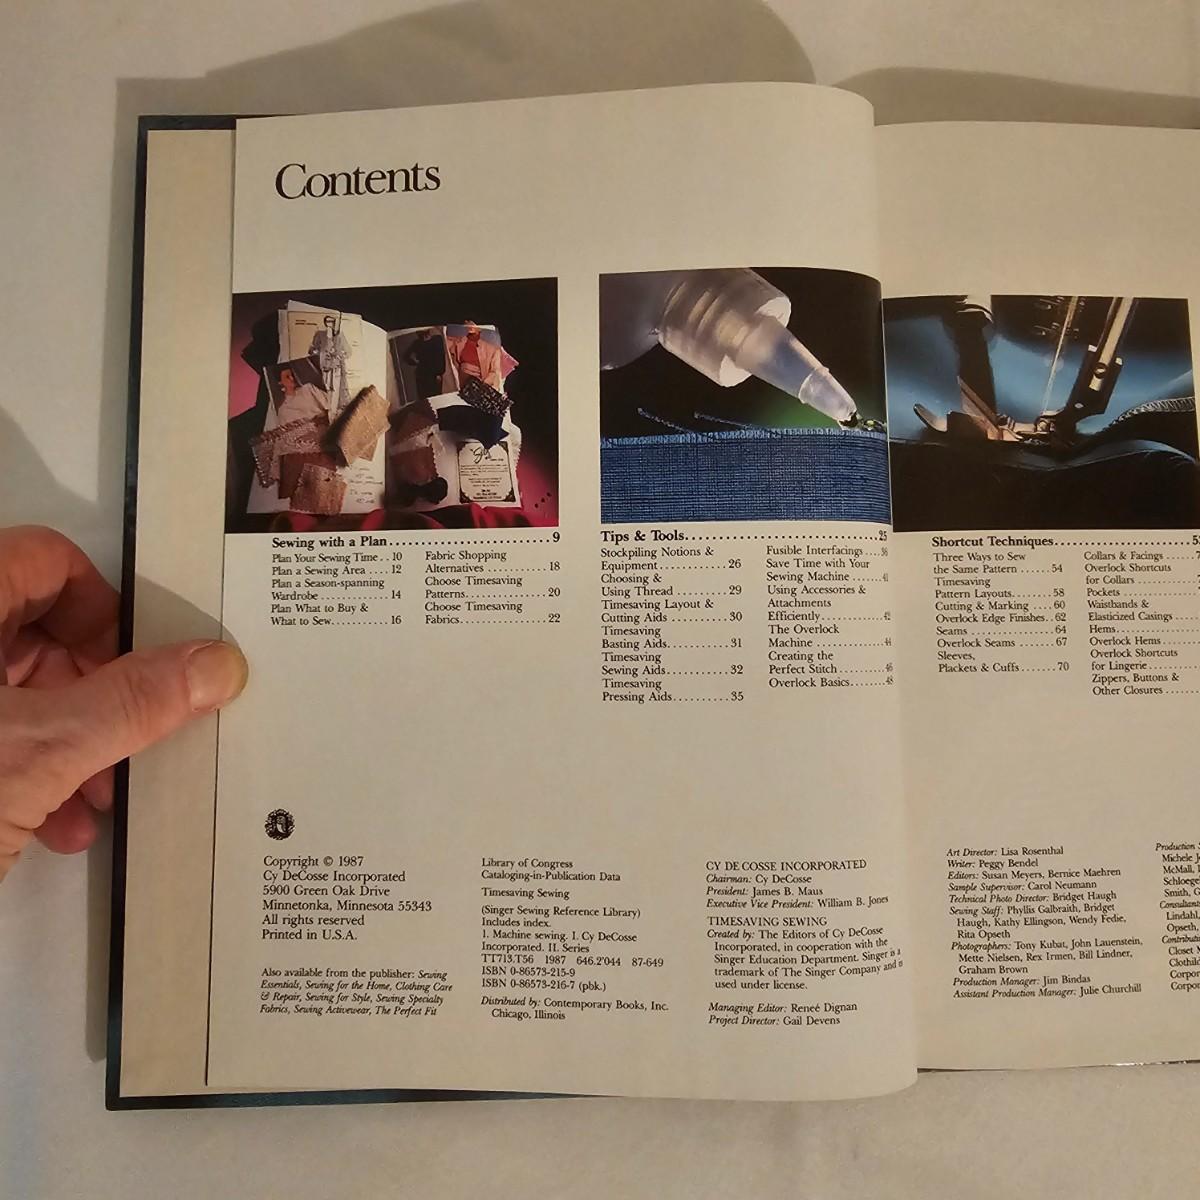 Contents
Sewing with a Plan 9
Plan Your Sewing Time 10
Plan a Sewing Area 12
Plan a Season-spanning
Wardrobe 14
Plan What to Buy &
What to Sew 16
Fabric Shopping
Alternatives 18
Choose Timesaving
Patterns 20
Choose Timesaving
Fabrics 22
Tips & Tools 25
Stockpiling Notions &
Equipment 26
Choosing &
Using Thread 29
Timesaving Layout &
Cutting Aids 30
Timesaving
Basting Aids 31
Timesaving
Sewing Aids 32
Timesaving
Pressing Aids 35
Fusible Interfacings
Save Time with Your
Sewing Machine 41
Using Accessories &
Attachments
Efficiently 42
The Overlock
Machine 44
Creating the
Perfect Stitch 46
Overlock Basics 48
Shortcut Techniques
Three Ways to Sew
the Same Pattern 54
Timesaving
Pattern Layouts 58
Cutting & Marking 60
Overlock Edge Finishes 62
Seams 64
Overlock Seams 67
Sleeves,
Plackets & Cuffs 70
Collars & Facings
Overlock Shortcuts
for Collars
Pockets
Waistbands &
Elasticized Casings
Hems
Overlock Hems
Overlock Shortcuts
for Lingerie
Zippers, Buttons &
Other Closures
Copyright © 1987
Cy DeCosse Incorporated
5900 Green Oak Drive
Minnetonka, Minnesota 55343
All rights reserved
Printed in U.S.A.
Also available from the publisher: Sewing
Essentials, Sewing for the Home, Clothing Care
& Repair, Sewing for Style, Sewing Specialty
Fabrics, Sewing Activewear, The Perfect Fit
Library of Congress
Cataloging-in-Publication Data
Timesaving Sewing
(Singer Sewing Reference Library)
Includes index.
1. Machine sewing. I. Cy DeCosse
Incorporated. II. Series
TT713.T56 1987 646.2'044 87-649
ISBN 0-86573-215-9
ISBN 0-86573-216-7 (pbk.)
Distributed by: Contemporary Books, Inc.
Chicago, Illinois
CY DE COSSE INCORPORATED
Chairman: Cy DeCosse
President: James B. Maus
Executive Vice President: William B. Jones
TIMESAVING SEWING
Created by: The Editors of Cy DeCosse
Incorporated, in cooperation with the
Singer Education Department. Singer is a
trademark of The Singer Company and is
used under license.
Managing Editor: Reneé Dignan
Project Director: Gail Devens
Art Director: Lisa Rosenthal
Writer: Peggy Bendel
Editors: Susan Meyers, Bernice Maehren
Sample Supervisor: Carol Neumann
Technical Photo Director: Bridget Haugh
Sewing Staff: Phyllis Galbraith, Bridget
Haugh, Kathy Ellingson, Wendy Fedie,
Rita Opseth
Photographers: Tony Kubat, John Lauenstein,
Mette Nielsen, Rex Irmen, Bill Lindner,
Graham Brown
Production Manager: Jim Bindas
Assistant Production Manager: Julie Churchill
Production
Michele
McMall,
Smith,
Lindahl,
Opseth,
Closet